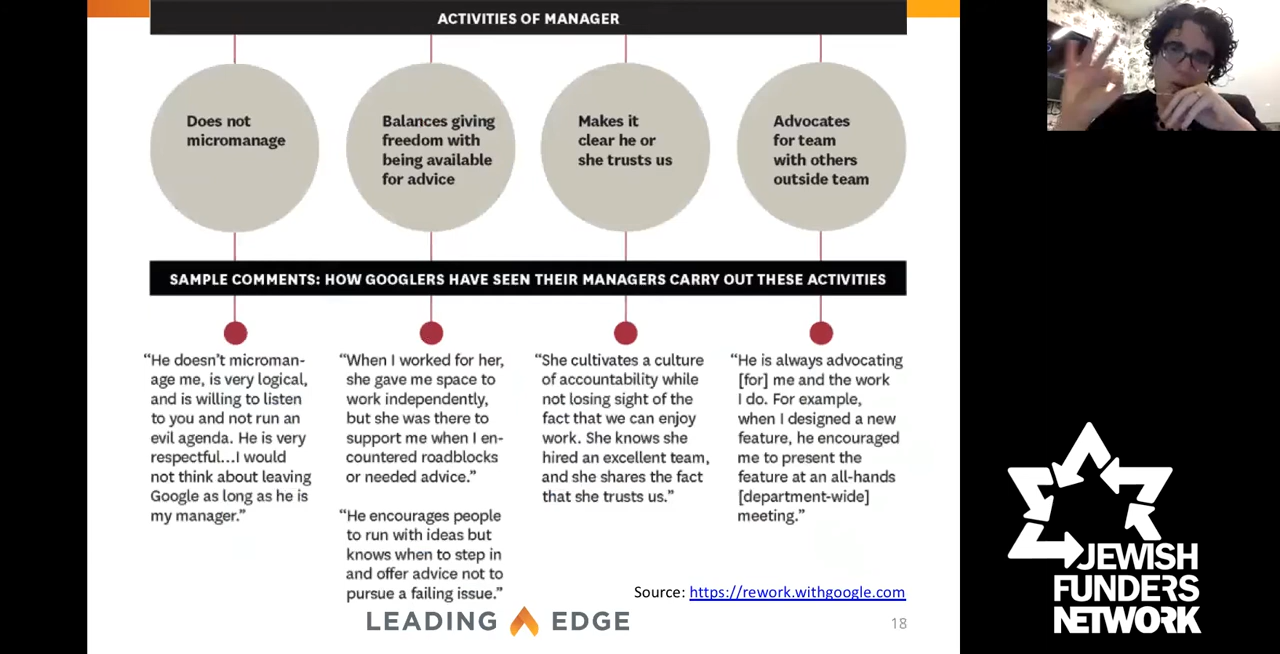 ACTIVITIES OF MANAGER
Does not
micromanage
Balances giving
freedom with
being available
for advice
Makes it
clear he or
she trusts us
Advocates
for team
with others
outside team
SAMPLE COMMENTS: HOW GOOGLERS HAVE SEEN THEIR MANAGERS CARRY OUT THESE ACTIVITIES
“He doesn’t microman-
age me, is very logical,
and is willing to listen
to you and not run an
evil agenda. He is very
respectful...I would
not think about leaving
Google as long as he is
my manager.”
“When I worked for her,
she gave me space to
work independently,
but she was there to
support me when I en-
countered roadblocks
or needed advice.”
“He encourages people
to run with ideas but
knows when to step in
and offer advice not to
pursue a failing issue.”
“She cultivates a culture
of accountability while
not losing sight of the
fact that we can enjoy
work. She knows she
hired an excellent team,
and she shares the fact
that she trusts us.”
“He is always advocating
[for] me and the work
I do. For example,
when I designed a new
feature, he encouraged
me to present the
feature at an all-hands
[department-wide]
meeting.”
Source: https://rework.withgoogle.com
LEADING EDGE
18
JEWISH
FUNDERS
NETWORK